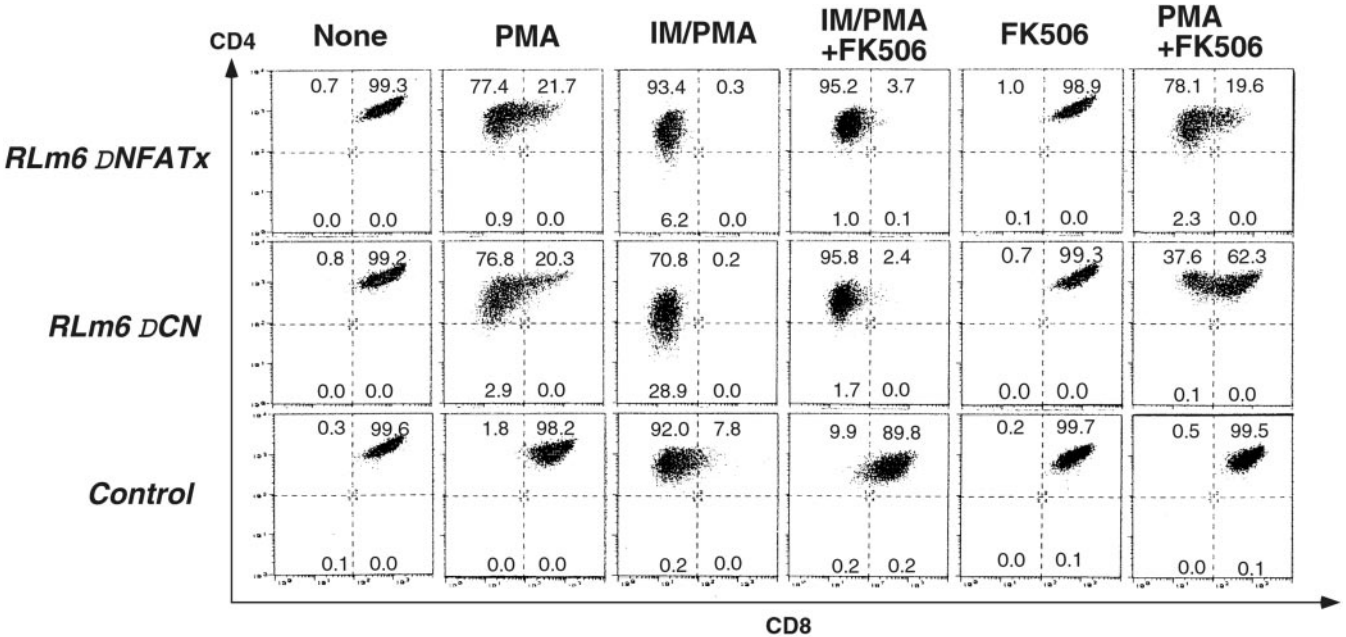 CD4 None PMA IM/PMA IM/PMA +FK506 FK506 PMA +FK506
RLm6 DNFATx
0.7 99.3 77.4 21.7 93.4 0.3 95.2 3.7 1.0 98.9 78.1 19.6
0.0 0.0 0.9 0.0 6.2 0.0 1.0 0.1 0.1 0.0 2.3 0.0
RLm6 DCN
0.8 99.2 76.8 20.3 70.8 0.2 95.8 2.4 0.7 99.3 37.6 62.3
0.0 0.0 2.9 0.0 28.9 0.0 1.7 0.0 0.0 0.0 0.1 0.0
Control
0.3 99.6 1.8 98.2 92.0 7.8 9.9 89.8 0.2 99.7 0.5 99.5
0.1 0.0 0.0 0.0 0.2 0.0 0.2 0.2 0.0 0.1 0.0 0.1
CD8